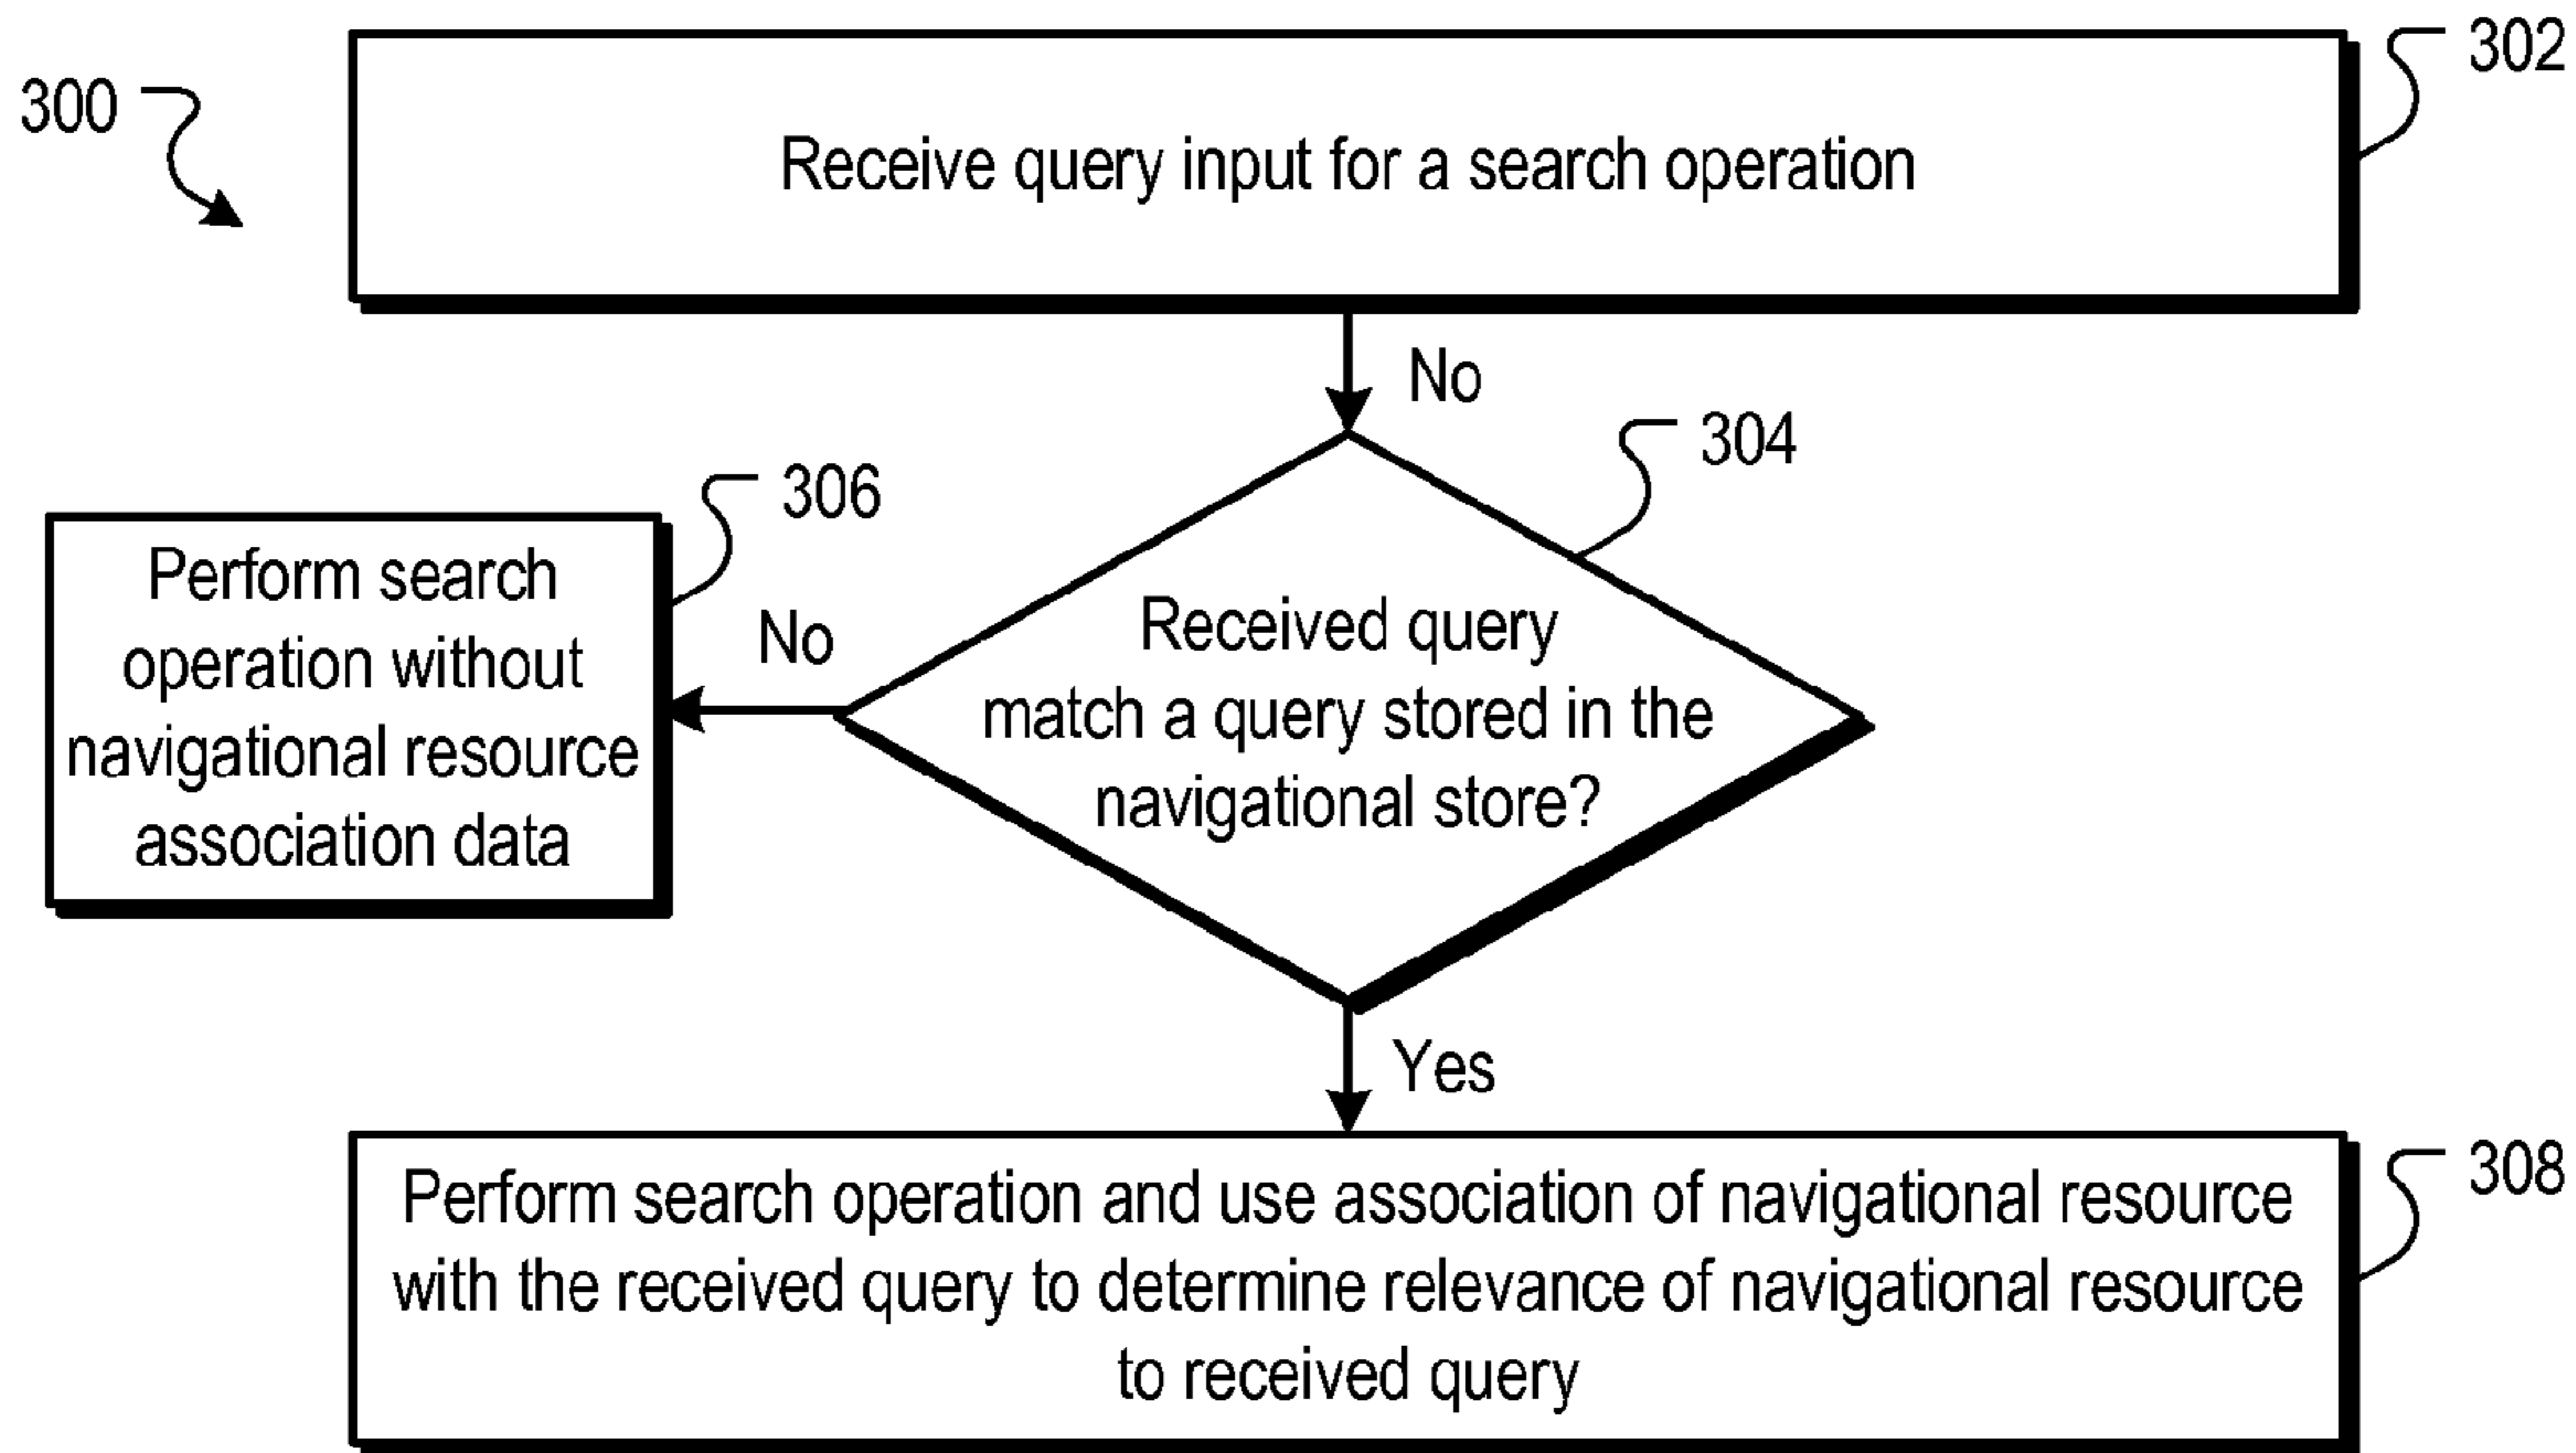 300
302
Receive query input for a search operation
No
304
306
Perform search
operation without
navigational resource
association data
No
Received query
match a query stored in the
navigational store?
Yes
308
Perform search operation and use association of navigational resource
with the received query to determine relevance of navigational resource
to received query